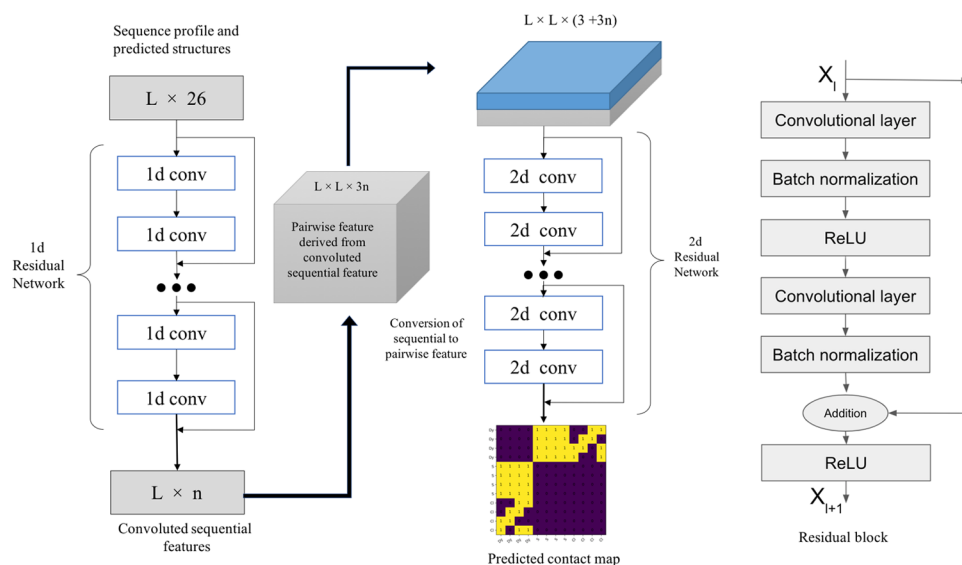 Sequence profile and
predicted structures
L × 26
1d conv
1d conv
1d conv
1d conv
1d
Residual
Network
L × n
Convoluted sequential
features
L × L × 3n
Pairwise feature
derived from
convoluted
sequential feature
Conversion of
sequential to
pairwise feature
L × L × (3 +3n)
2d conv
2d conv
2d conv
2d conv
2d
Residual
Network
Predicted contact map
X_l
Convolutional layer
Batch normalization
ReLU
Convolutional layer
Batch normalization
Addition
ReLU
X_l+1
Residual block